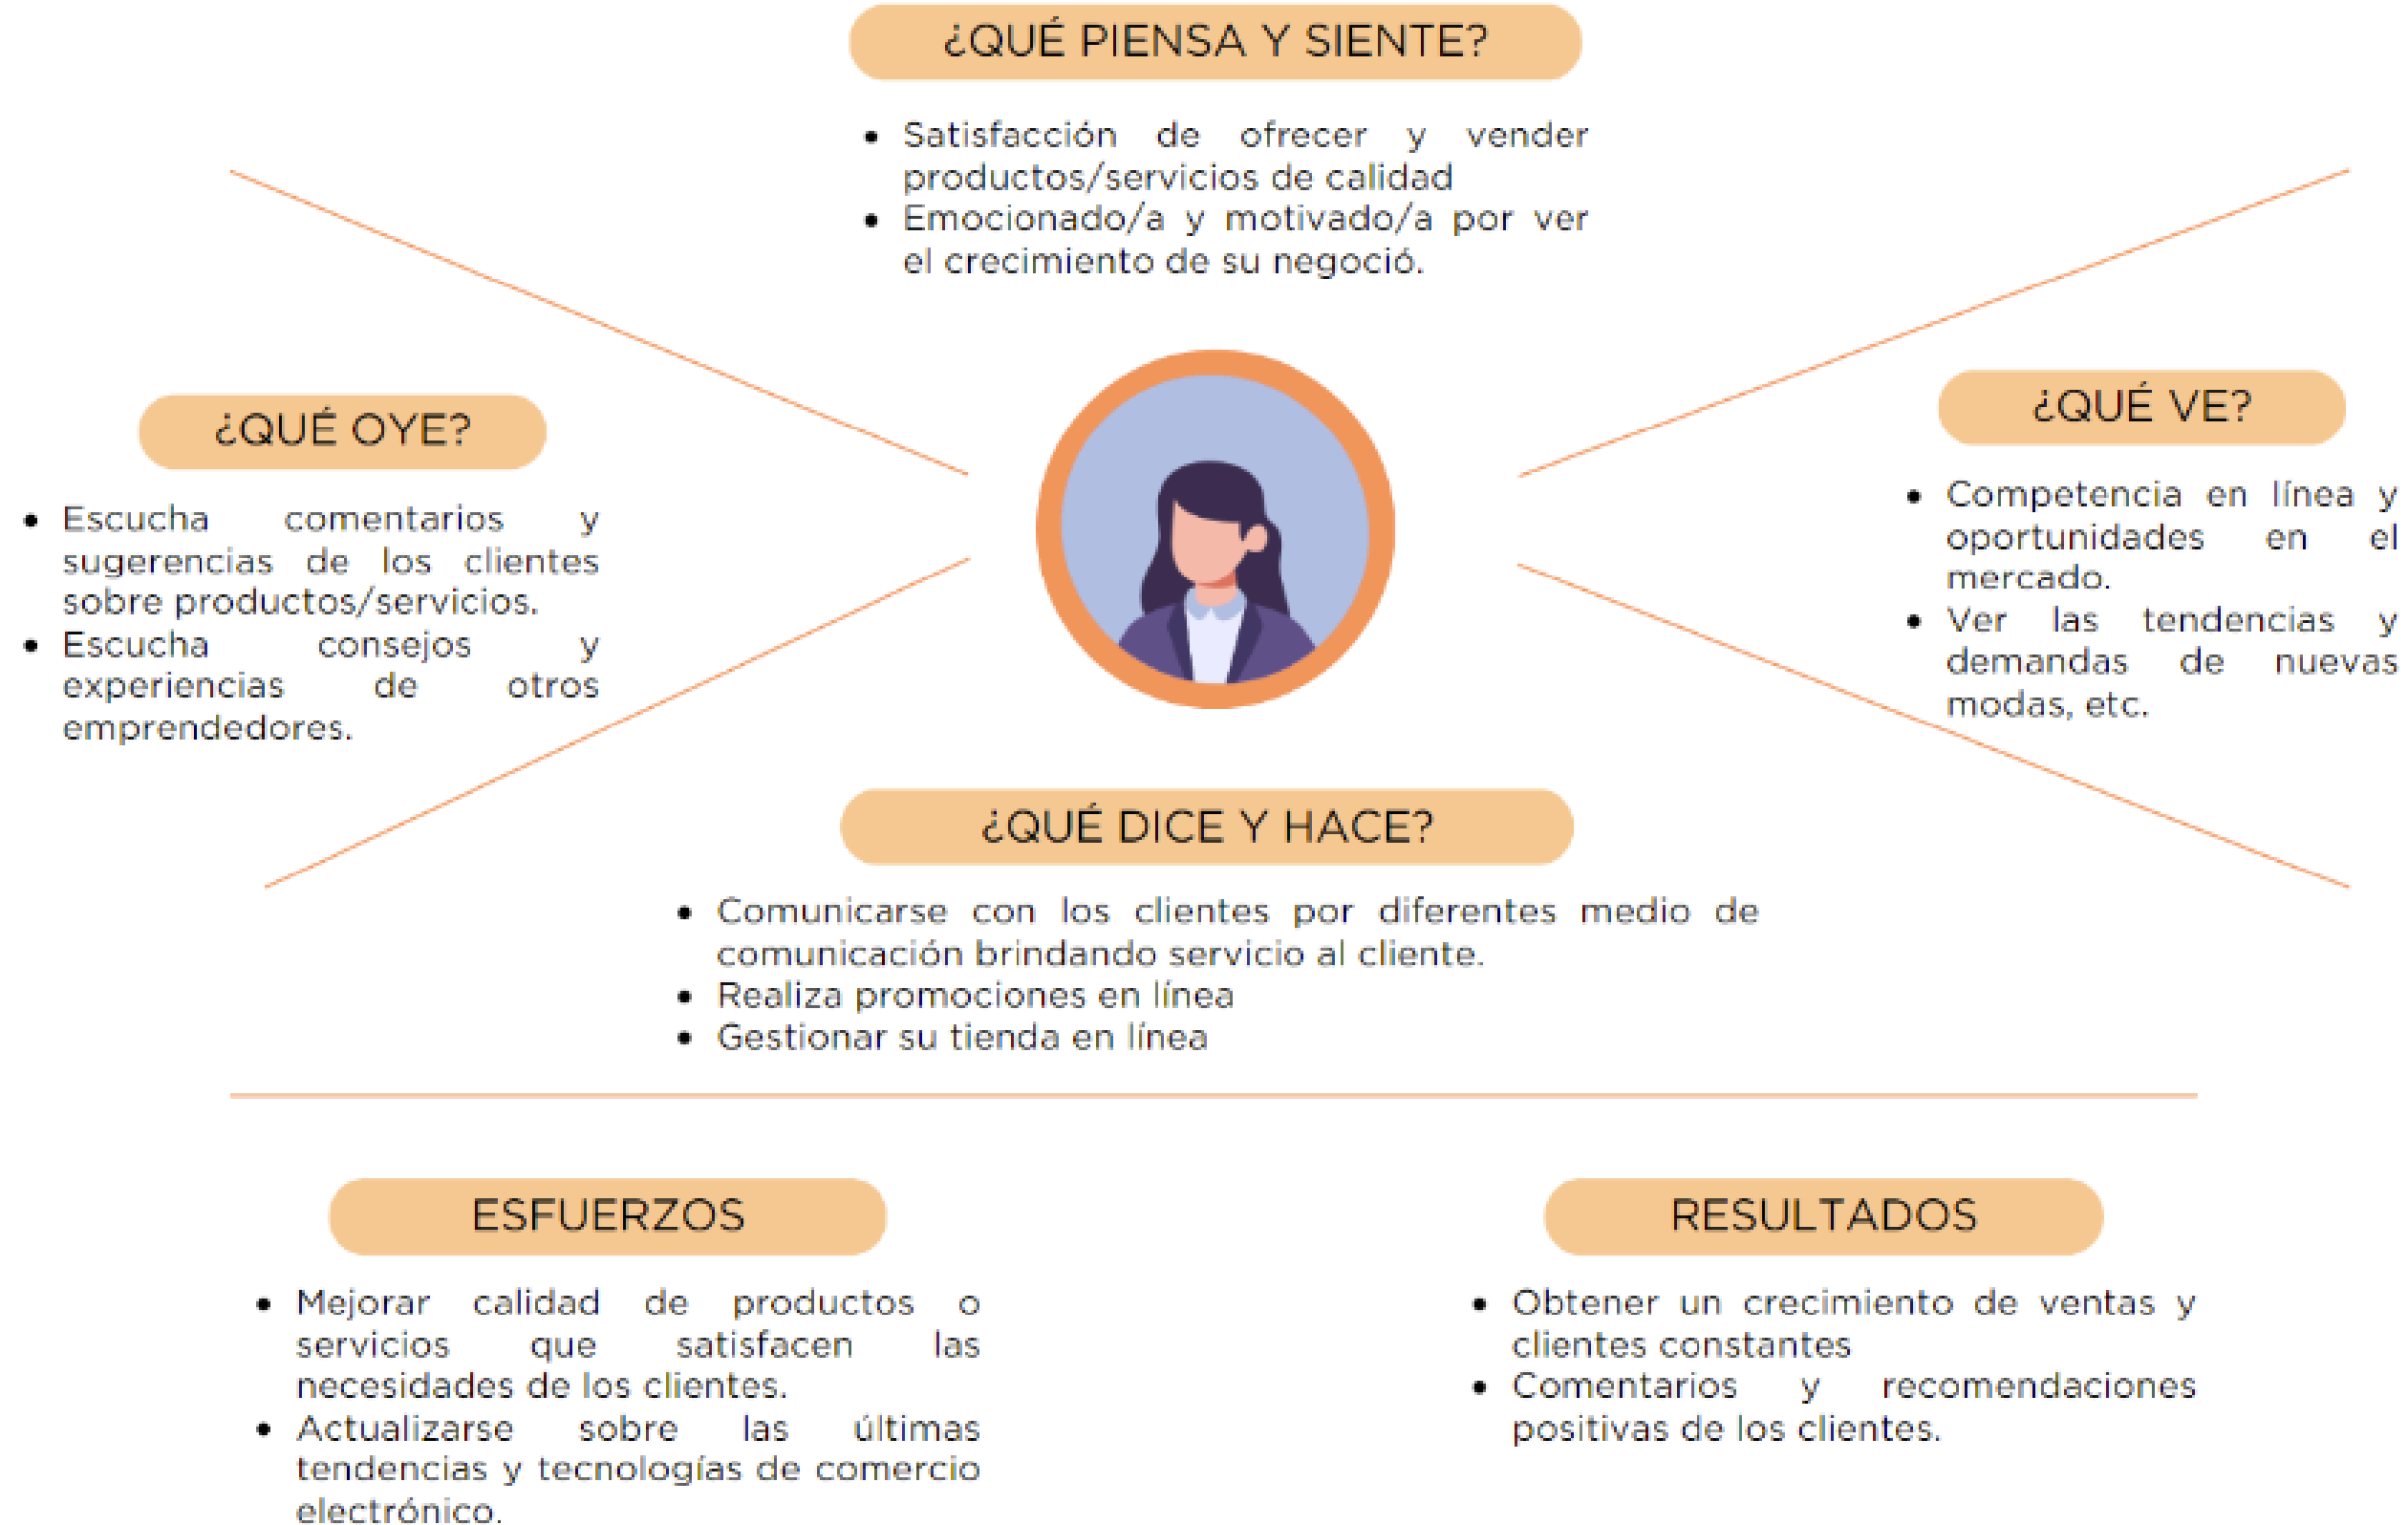 ¿QUÉ PIENSA Y SIENTE?
• Satisfacción de ofrecer y vender
productos/servicios de calidad
• Emocionado/a y motivado/a por ver
el crecimiento de su negoció.
¿QUÉ OYE?
• Escucha comentarios y
sugerencias de los clientes
sobre productos/servicios.
• Escucha consejos y
experiencias de otros
emprendedores.
¿QUÉ VE?
• Competencia en línea y
oportunidades en el
mercado.
• Ver las tendencias y
demandas de nuevas
modas, etc.
¿QUÉ DICE Y HACE?
• Comunicarse con los clientes por diferentes medio de
comunicación brindando servicio al cliente.
• Realiza promociones en línea
• Gestionar su tienda en línea
ESFUERZOS
• Mejorar calidad de productos o
servicios que satisfacen las
necesidades de los clientes.
• Actualizarse sobre las últimas
tendencias y tecnologías de comercio
electrónico.
RESULTADOS
• Obtener un crecimiento de ventas y
clientes constantes
• Comentarios y recomendaciones
positivas de los clientes.